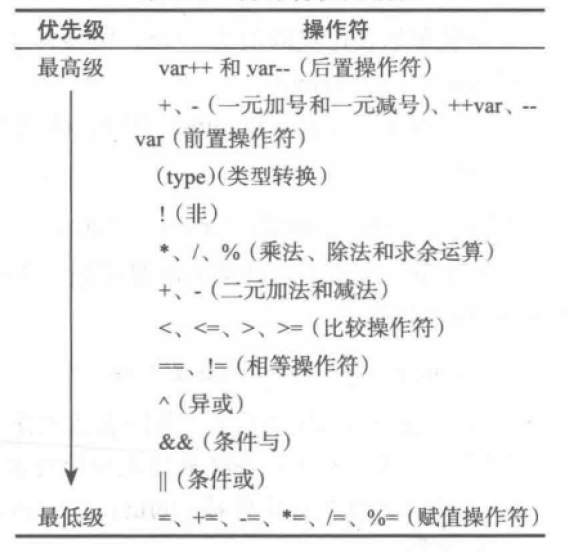 优先级 操作符
最高级 var++ 和 var-- (后置操作符)
+、- (一元加号和一元减号)、++var、--
var (前置操作符)
(type)(类型转换)
! (非)
*、/、% (乘法、除法和求余运算)
+、- (二元加法和减法)
<、<=、>、>= (比较操作符)
==、!= (相等操作符)
^ (异或)
&& (条件与)
|| (条件或)
最低级 =、+=、-=、*=、/=、%= (赋值操作符)